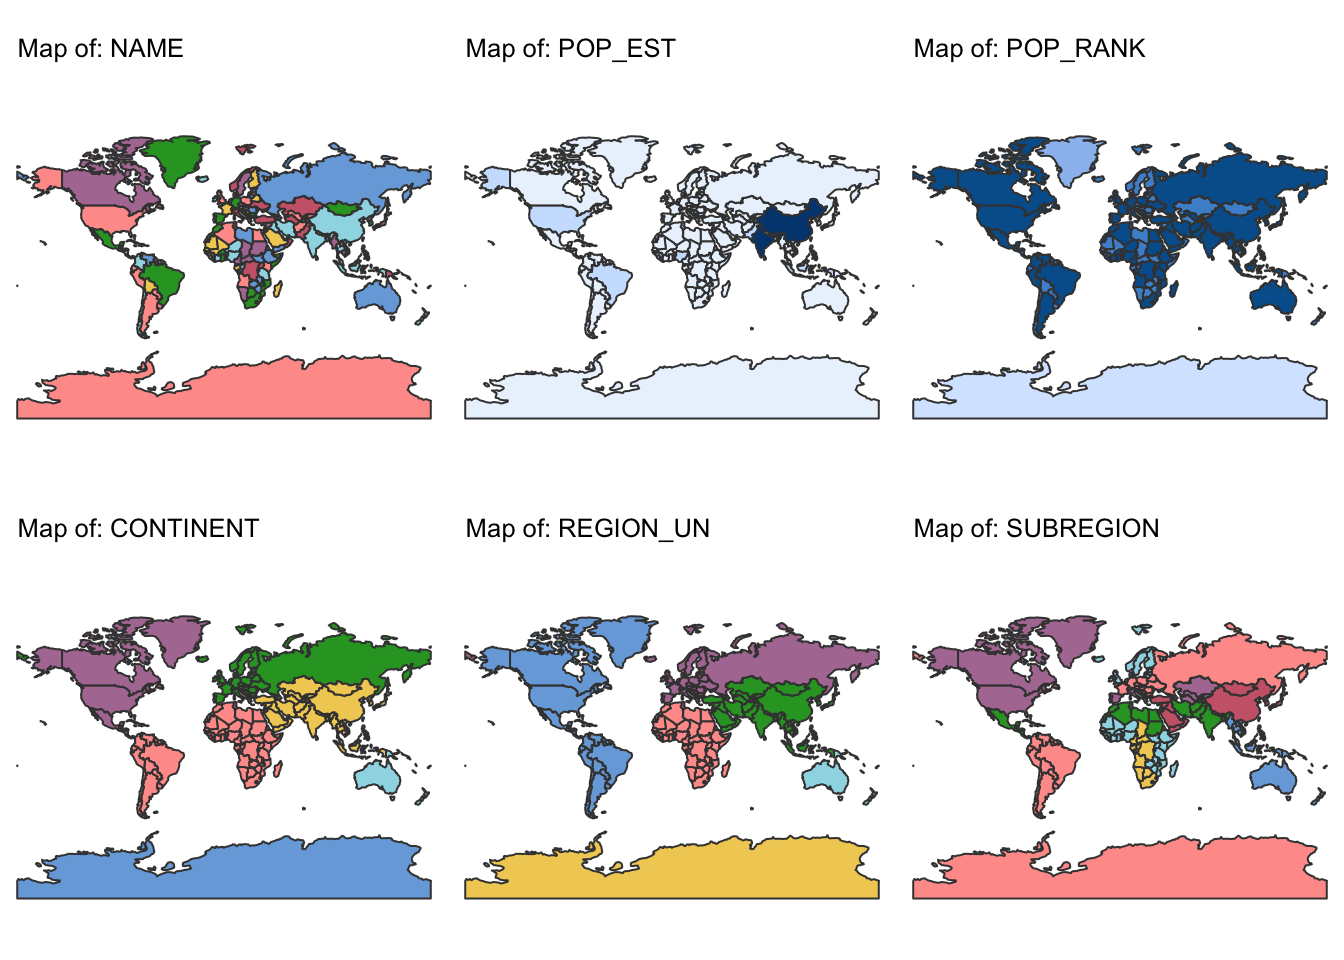 Map of: NAME
Map of: POP_EST
Map of: POP_RANK
Map of: CONTINENT
Map of: REGION_UN
Map of: SUBREGION